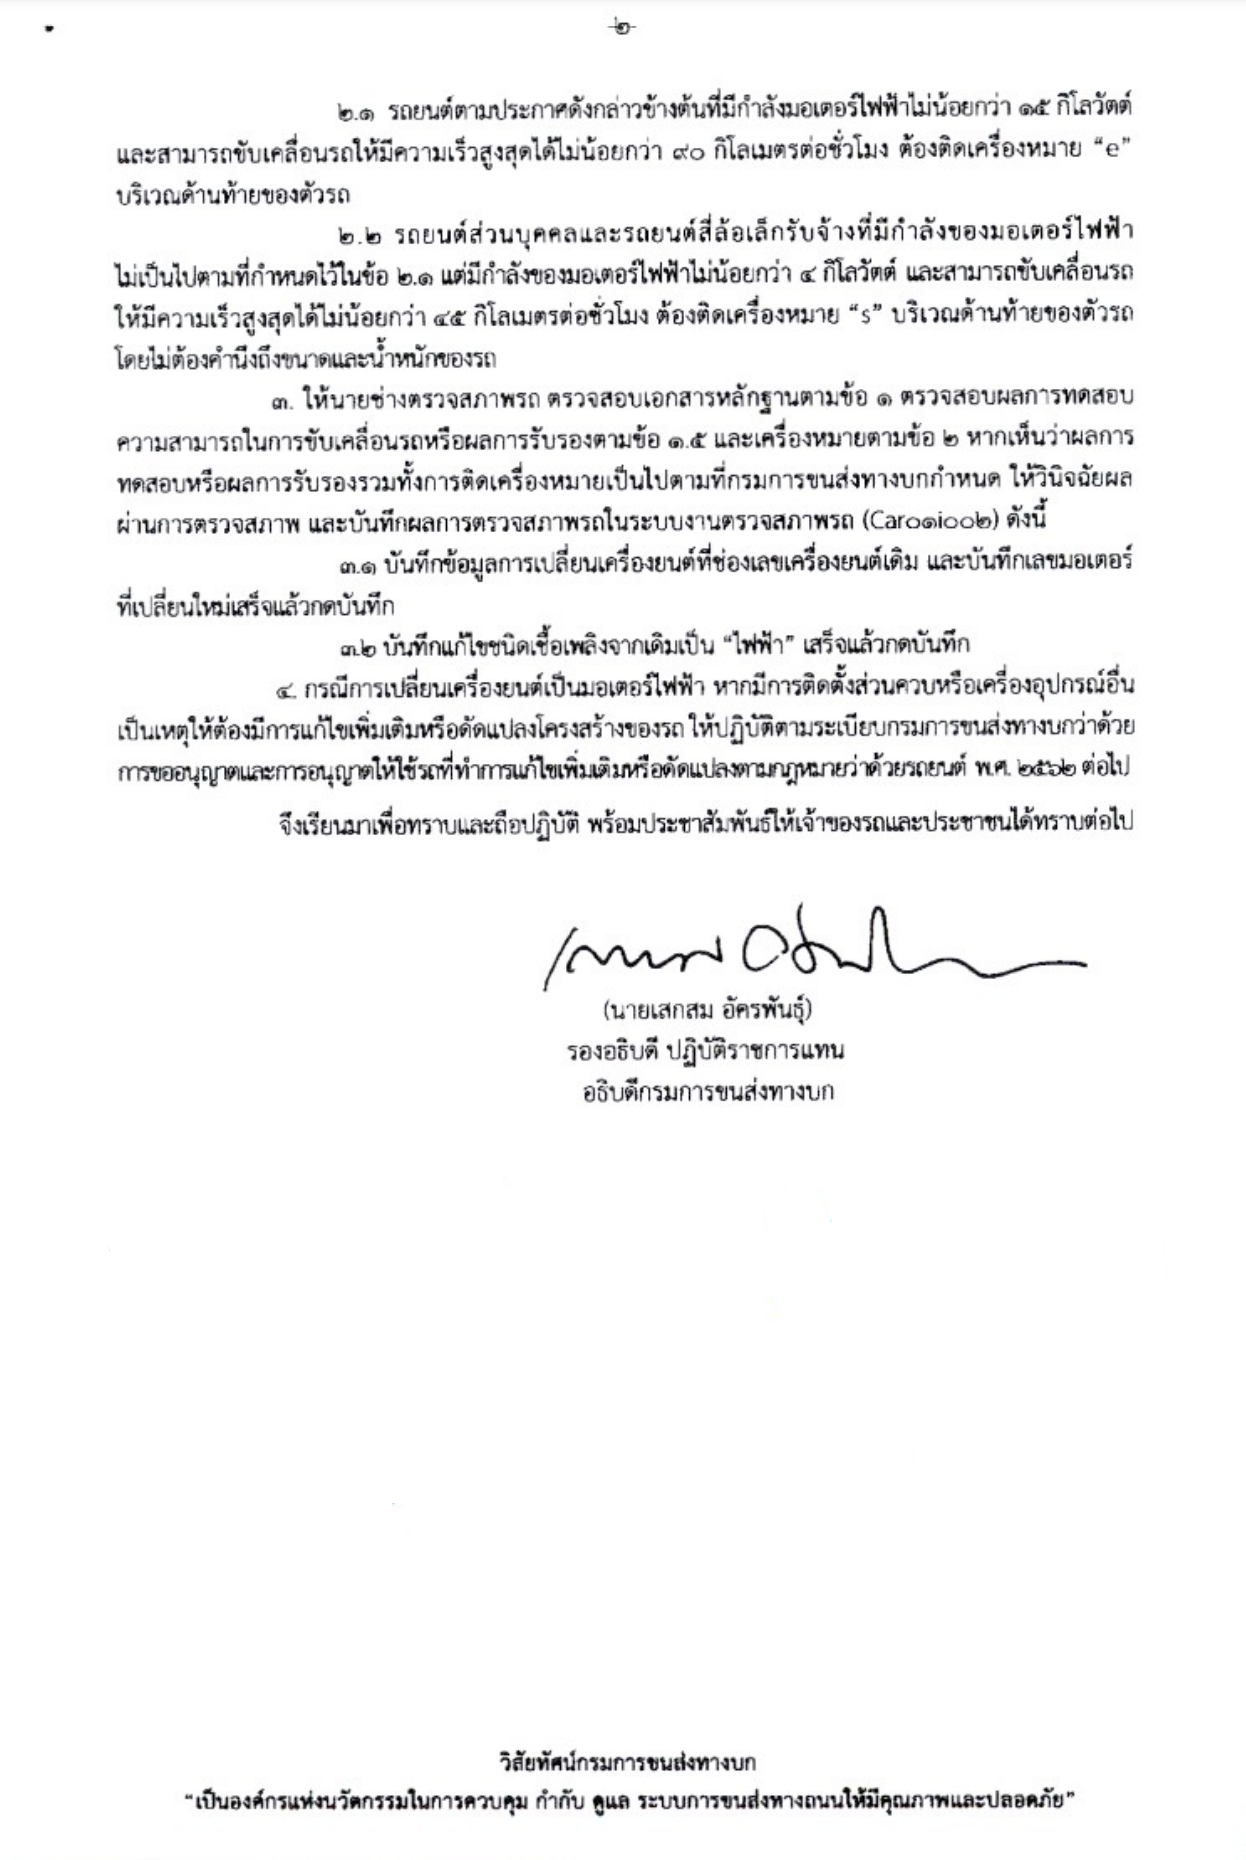 -๒-
๒.๑ รถยนต์ตามประกาศดังกล่าวข้างต้นที่มีกำลังมอเตอร์ไฟฟ้าไม่น้อยกว่า ๑๕ กิโลวัตต์
และสามารถขับเคลื่อนรถให้มีความเร็วสูงสุดได้ไม่น้อยกว่า ๙๐ กิโลเมตรต่อชั่วโมง ต้องติดเครื่องหมาย “e”
บริเวณด้านท้ายของตัวรถ
๒.๒ รถยนต์ส่วนบุคคลและรถยนต์สี่ล้อเล็กรับจ้างที่มีกำลังของมอเตอร์ไฟฟ้า
ไม่เป็นไปตามที่กำหนดไว้ในข้อ ๒.๑ แต่มีกำลังของมอเตอร์ไฟฟ้าไม่น้อยกว่า ๔ กิโลวัตต์ และสามารถขับเคลื่อนรถ
ให้มีความเร็วสูงสุดได้ไม่น้อยกว่า ๔๕ กิโลเมตรต่อชั่วโมง ต้องติดเครื่องหมาย “s” บริเวณด้านท้ายของตัวรถ
โดยไม่ต้องคำนึงถึงขนาดและน้ำหนักของรถ
๓. ให้นายช่างตรวจสภาพรถ ตรวจสอบเอกสารหลักฐานตามข้อ ๑ ตรวจสอบผลการทดสอบ
ความสามารถในการขับเคลื่อนรถหรือผลการรับรองตามข้อ ๑.๕ และเครื่องหมายตามข้อ ๒ หากเห็นว่าผลการ
ทดสอบหรือผลการรับรองรวมทั้งการติดเครื่องหมายเป็นไปตามที่กรมการขนส่งทางบกกำหนด ให้วินิจฉัยผล
ผ่านการตรวจสภาพ และบันทึกผลการตรวจสภาพรถในระบบงานตรวจสภาพรถ (Car๐๑i๐๐๒) ดังนี้
๓.๑ บันทึกข้อมูลการเปลี่ยนเครื่องยนต์ที่ช่องเลขเครื่องยนต์เดิม และบันทึกเลขมอเตอร์
ที่เปลี่ยนใหม่เสร็จแล้วกดบันทึก
๓.๒ บันทึกแก้ไขชนิดเชื้อเพลิงจากเดิมเป็น “ไฟฟ้า” เสร็จแล้วกดบันทึก
๔. กรณีการเปลี่ยนเครื่องยนต์เป็นมอเตอร์ไฟฟ้า หากมีการติดตั้งส่วนควบหรือเครื่องอุปกรณ์อื่น
เป็นเหตุให้ต้องมีการแก้ไขเพิ่มเติมหรือดัดแปลงโครงสร้างของรถ ให้ปฏิบัติตามระเบียบกรมการขนส่งทางบกว่าด้วย
การขออนุญาตและการอนุญาตให้ใช้รถที่ทำการแก้ไขเพิ่มเติมหรือดัดแปลงตามกฎหมายว่าด้วยรถยนต์ พ.ศ. ๒๕๖๒ ต่อไป
จึงเรียนมาเพื่อทราบและถือปฏิบัติ พร้อมประชาสัมพันธ์ให้เจ้าของรถและประชาชนได้ทราบต่อไป
(นายเสกสม อัครพันธุ์)
รองอธิบดี ปฏิบัติราชการแทน
อธิบดีกรมการขนส่งทางบก
วิสัยทัศน์กรมการขนส่งทางบก
“เป็นองค์กรแห่งนวัตกรรมในการควบคุม กำกับ ดูแล ระบบการขนส่งทางถนนให้มีคุณภาพและปลอดภัย”